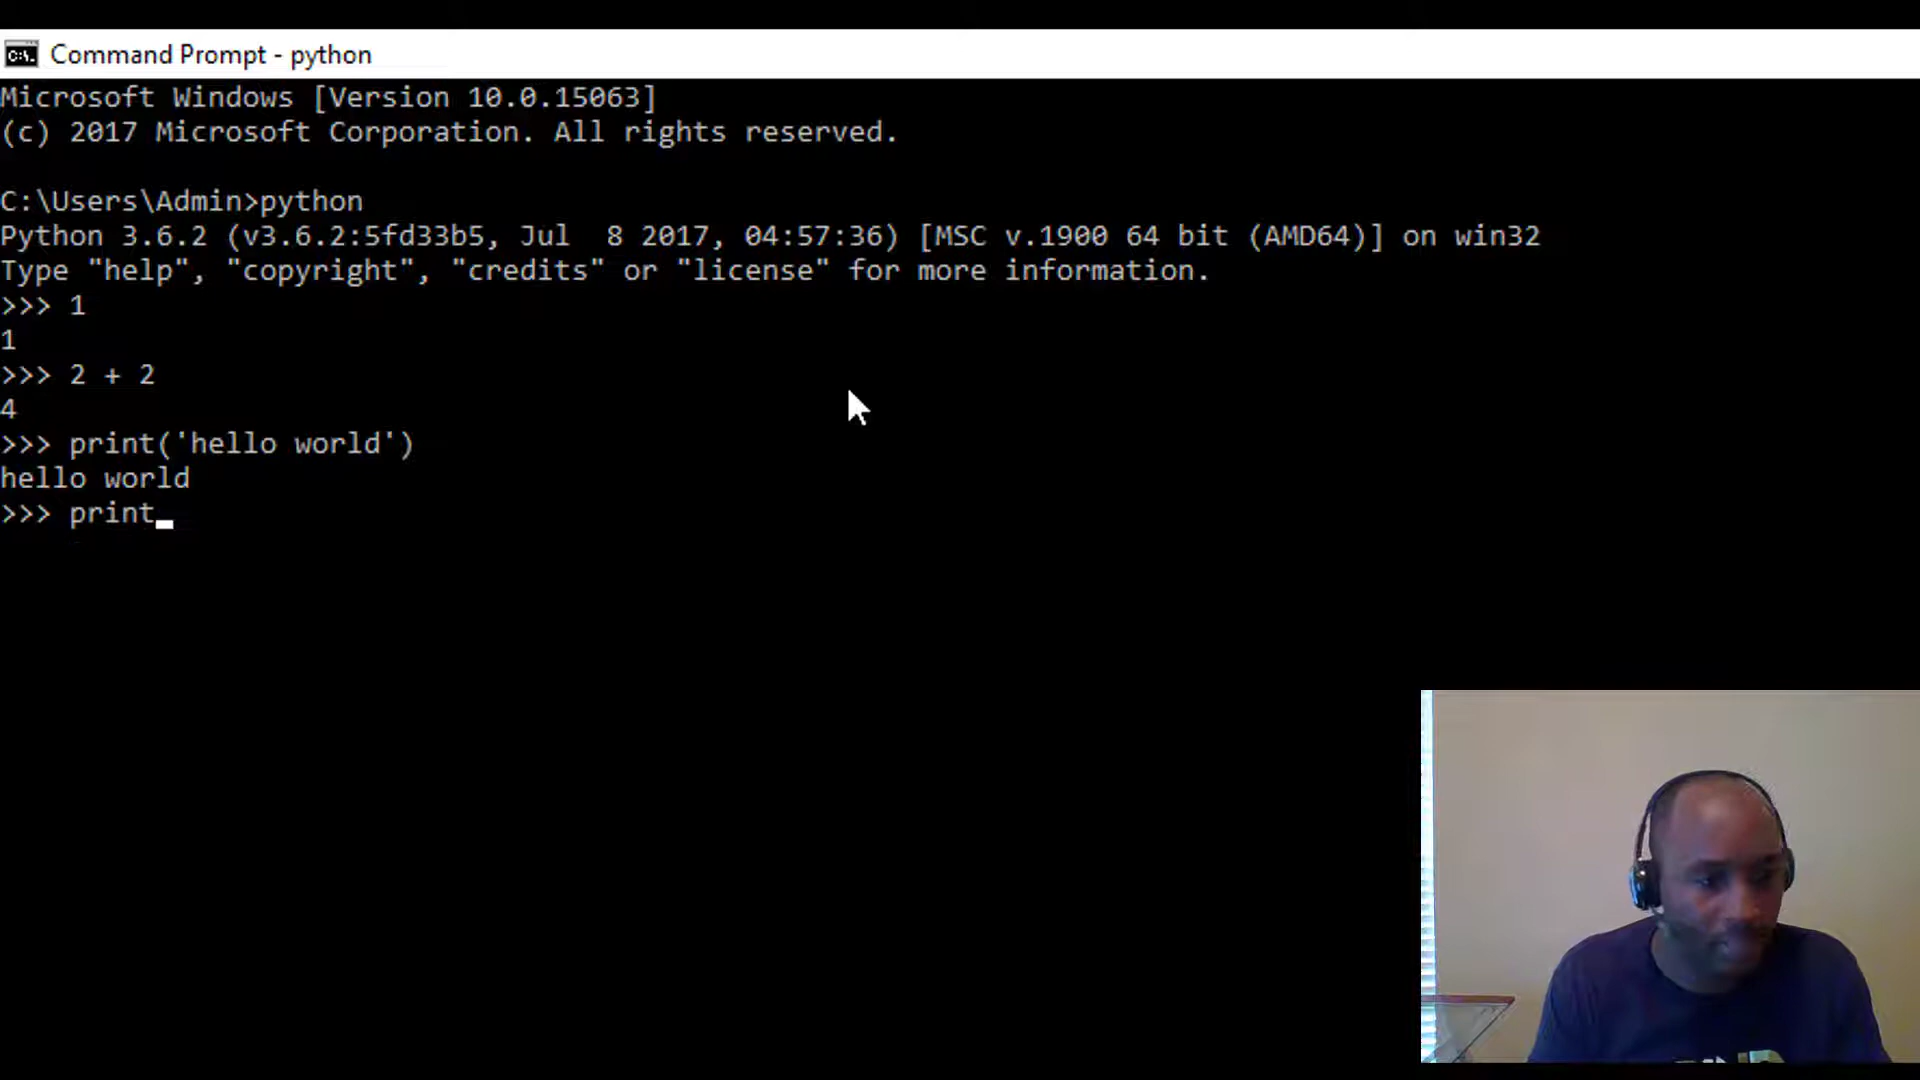 Command Prompt - python
Microsoft Windows [Version 10.0.15063]
(c) 2017 Microsoft Corporation. All rights reserved.
C:\Users\Admin>python
Python 3.6.2 (v3.6.2:5fd33b5, Jul  8 2017, 04:57:36) [MSC v.1900 64 bit (AMD64)] on win32
Type "help", "copyright", "credits" or "license" for more information.
>>> 1
1
>>> 2 + 2
4
>>> print('hello world')
hello world
>>> print